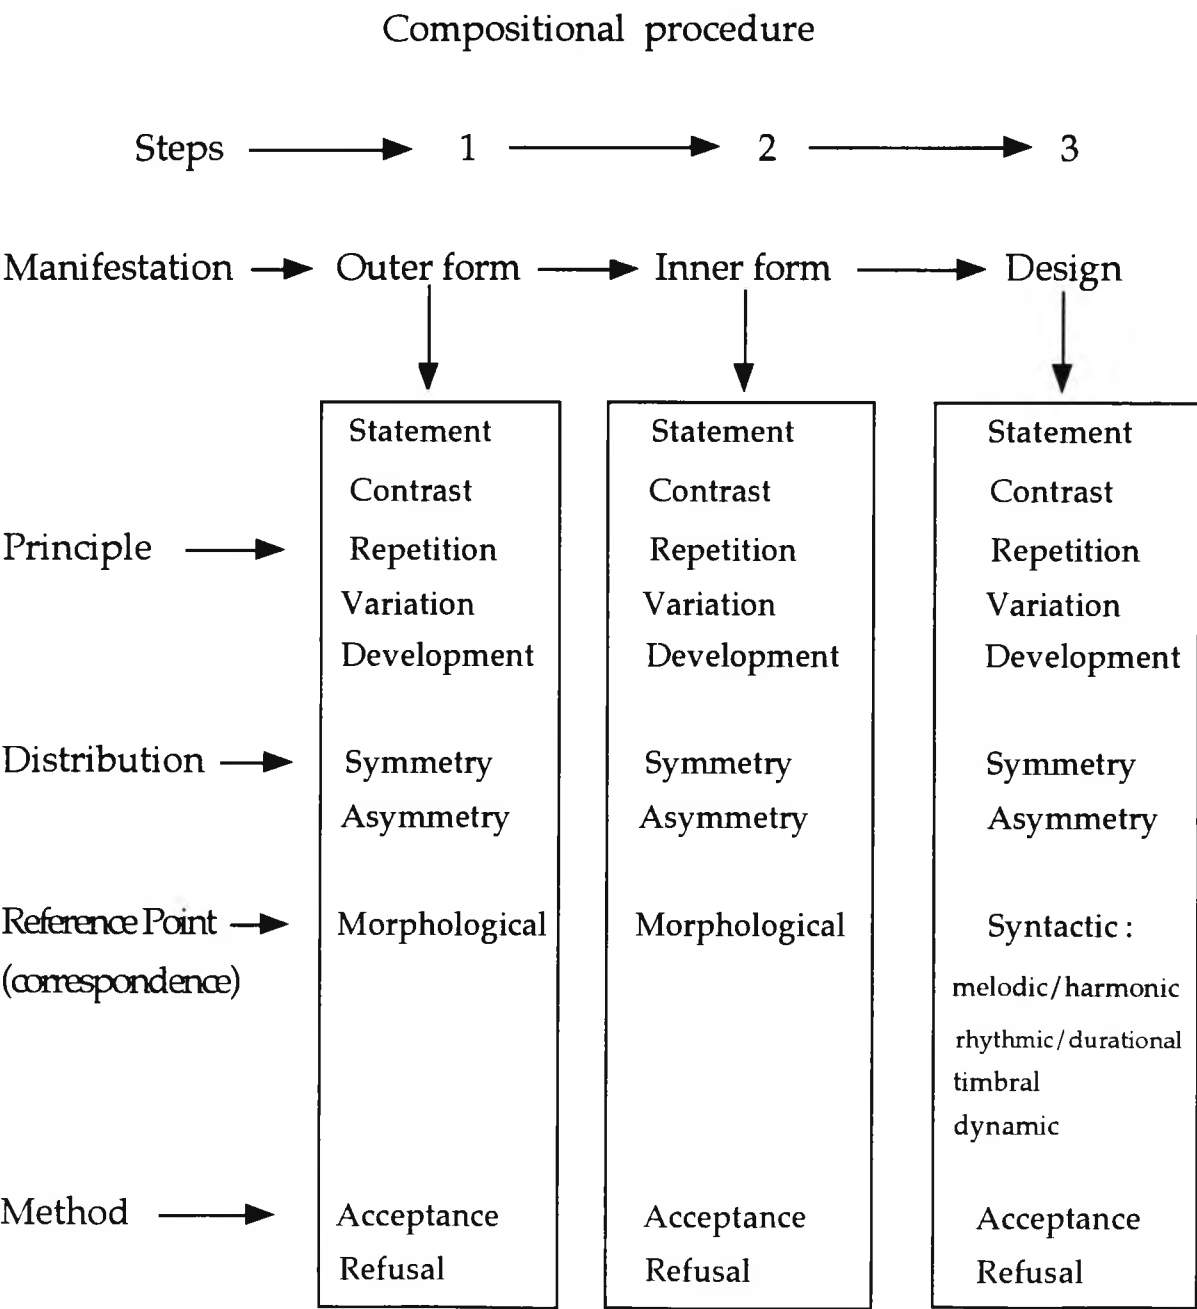 Compositional procedure
Steps 1 2 3
Manifestation Outer form Inner form Design
Statement Statement Statement
Contrast Contrast Contrast
Principle Repetition Repetition Repetition
Variation Variation Variation
Development Development Development
Distribution Symmetry Symmetry Symmetry
Asymmetry Asymmetry Asymmetry
Reference Point Morphological Morphological Syntactic :
(correspondence) melodic/harmonic
rhythmic/durational
timbral
dynamic
Method Acceptance Acceptance Acceptance
Refusal Refusal Refusal